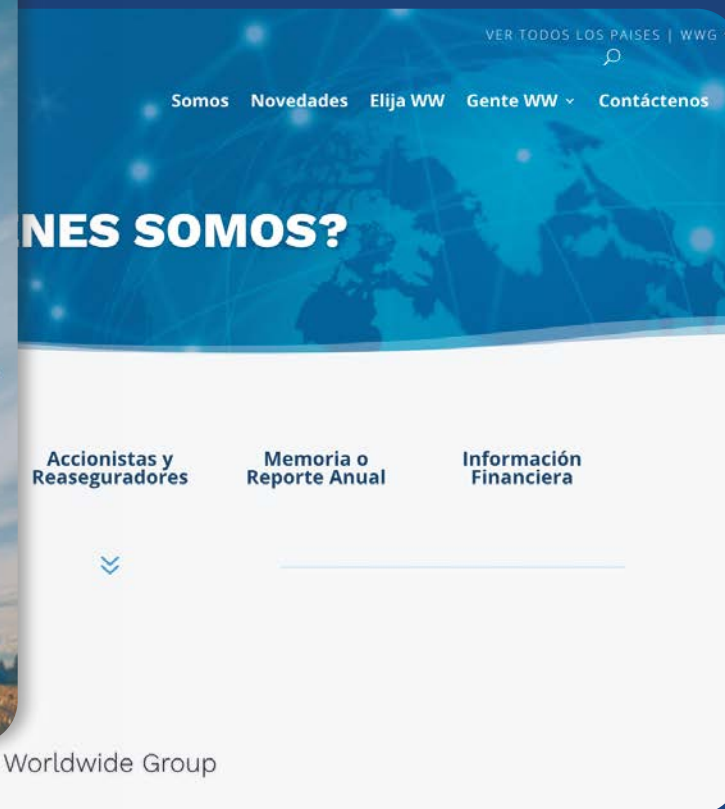 VER TODOS LOS PAISES | WWG
Somos Novedades Elija WW Gente WW Contáctenos
NES SOMOS?
Accionistas y
Reaseguradores
Memoria o
Reporte Anual
Información
Financiera
Worldwide Group